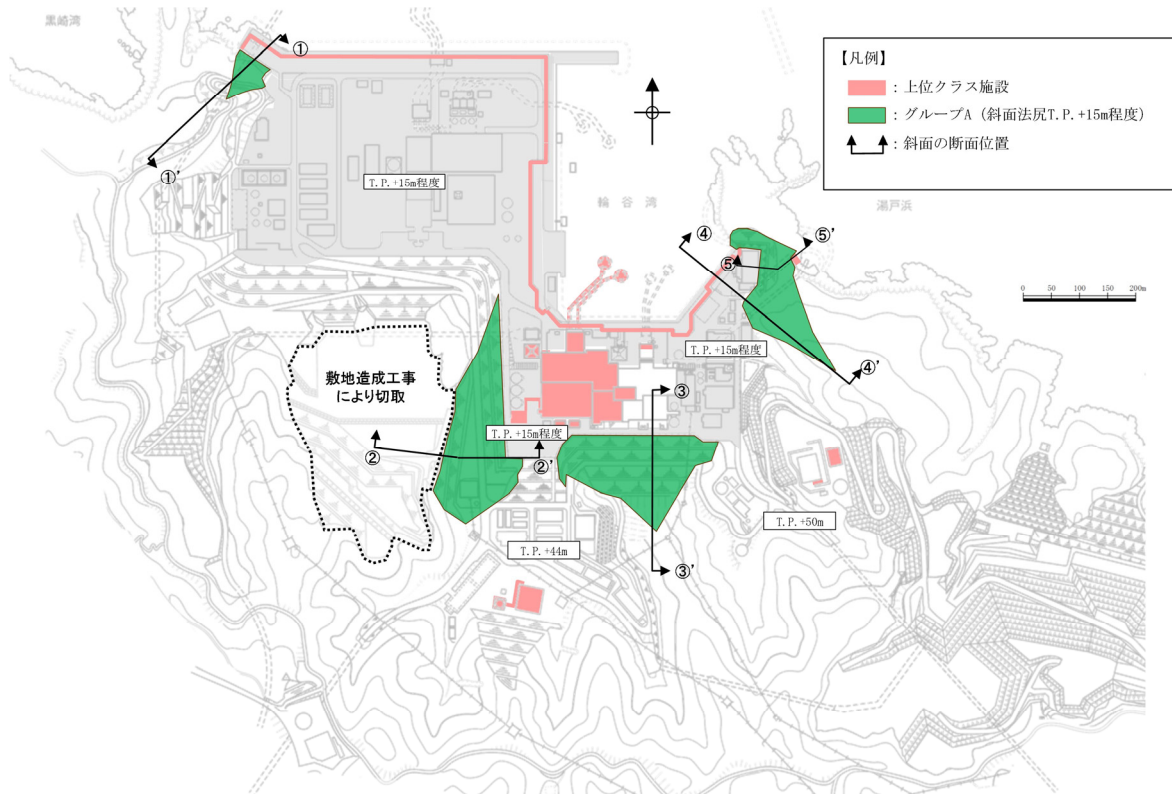 黒崎湾
①
①'
【凡例】
：上位クラス施設
：グループA（斜面法尻T.P.+15m程度）
：斜面の断面位置
T.P.+15m程度
輪谷湾
瀬戸浜
④
⑤
⑤'
0 50 100 150 200m
T.P.+15m程度
④'
敷地造成工事
により切取
③
T.P.+15m程度
②
②'
T.P.+50m
T.P.+44m
③'